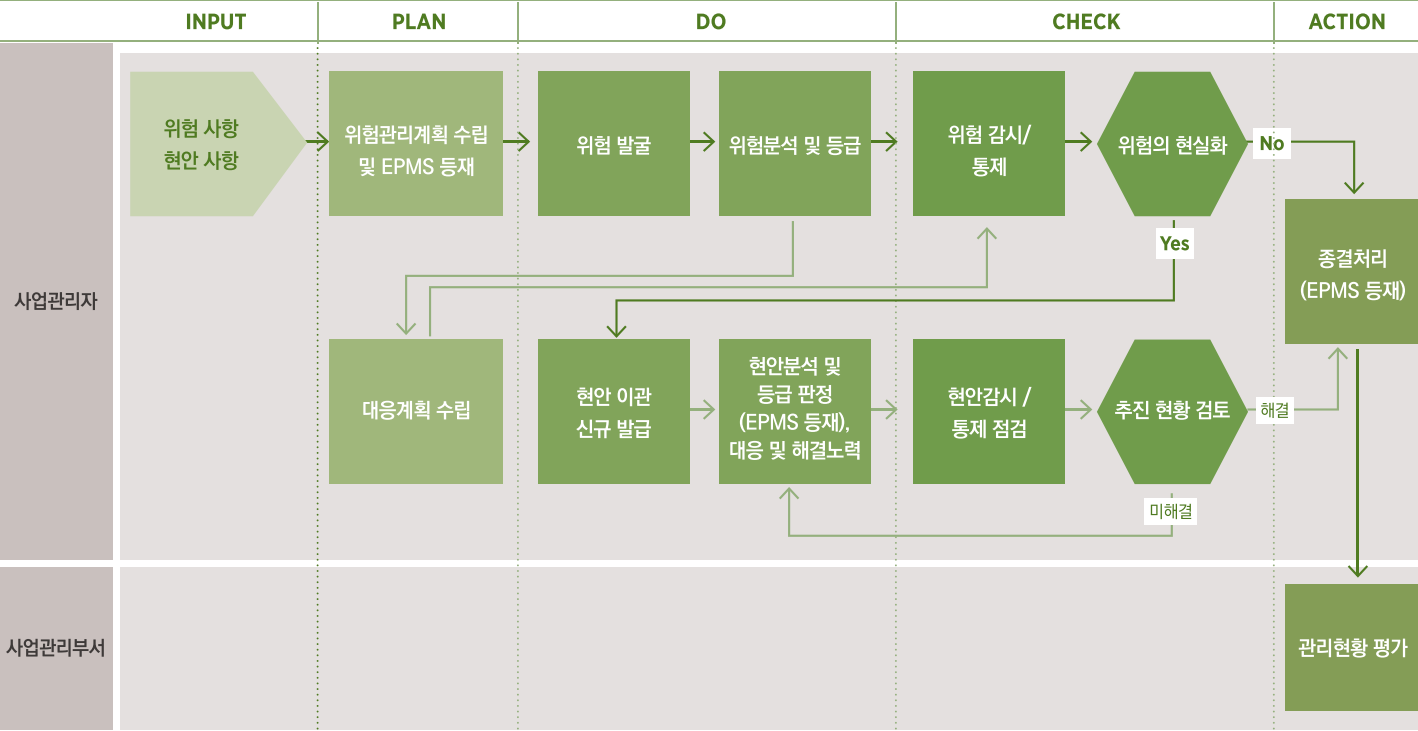 INPUT
PLAN
DO
CHECK
ACTION
사업관리자
위험 사항
현안 사항
위험관리계획 수립
및 EPMS 등재
위험 발굴
위험분석 및 등급
위험 감시/
통제
위험의 현실화
No
Yes
종결처리
(EPMS 등재)
대응계획 수립
현안 이관
신규 발급
현안분석 및
등급 판정
(EPMS 등재),
대응 및 해결노력
현안감시 /
통제 점검
추진 현황 검토
해결
미해결
사업관리부서
관리현황 평가